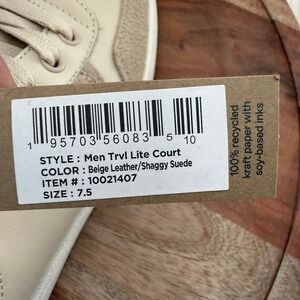 1 95703 56083 5 10
STYLE : Men Trvl Lite Court
COLOR : Beige Leather/Shaggy Suede
ITEM # : 10021407
SIZE : 7.5
100% recycled
kraft paper with
soy-based inks